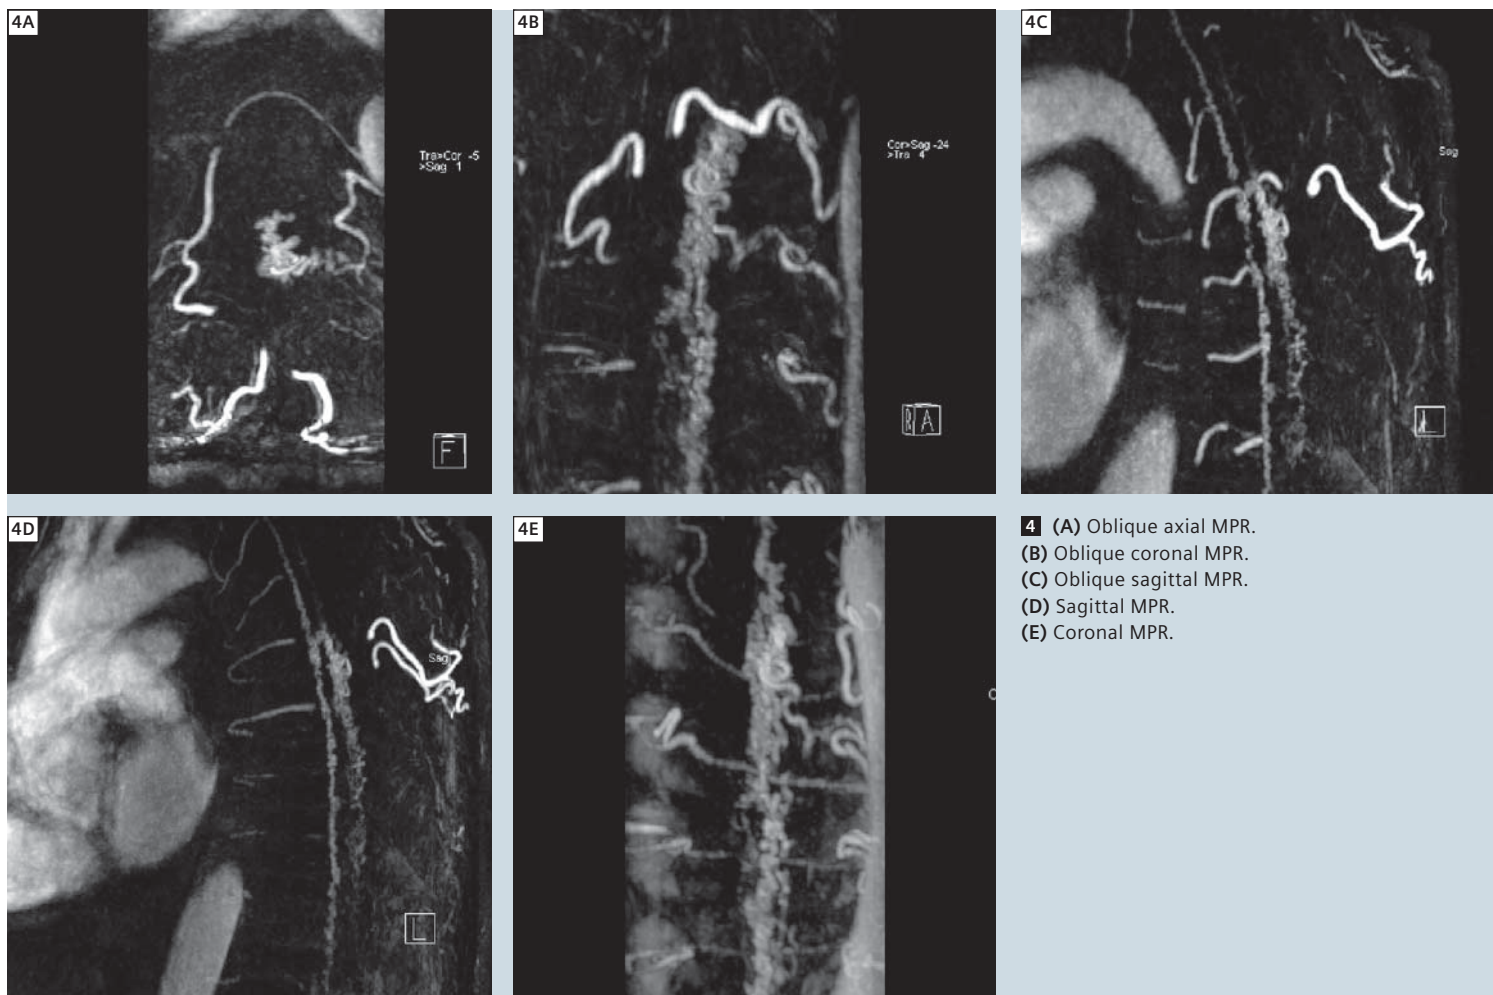 4A
Tra>Cor -5
>Sag 1
F
4B
Cor>Sag -24
>Tra 4
R A
4C
Sag
4D
Sag
L
4E
4 (A) Oblique axial MPR.
(B) Oblique coronal MPR.
(C) Oblique sagittal MPR.
(D) Sagittal MPR.
(E) Coronal MPR.